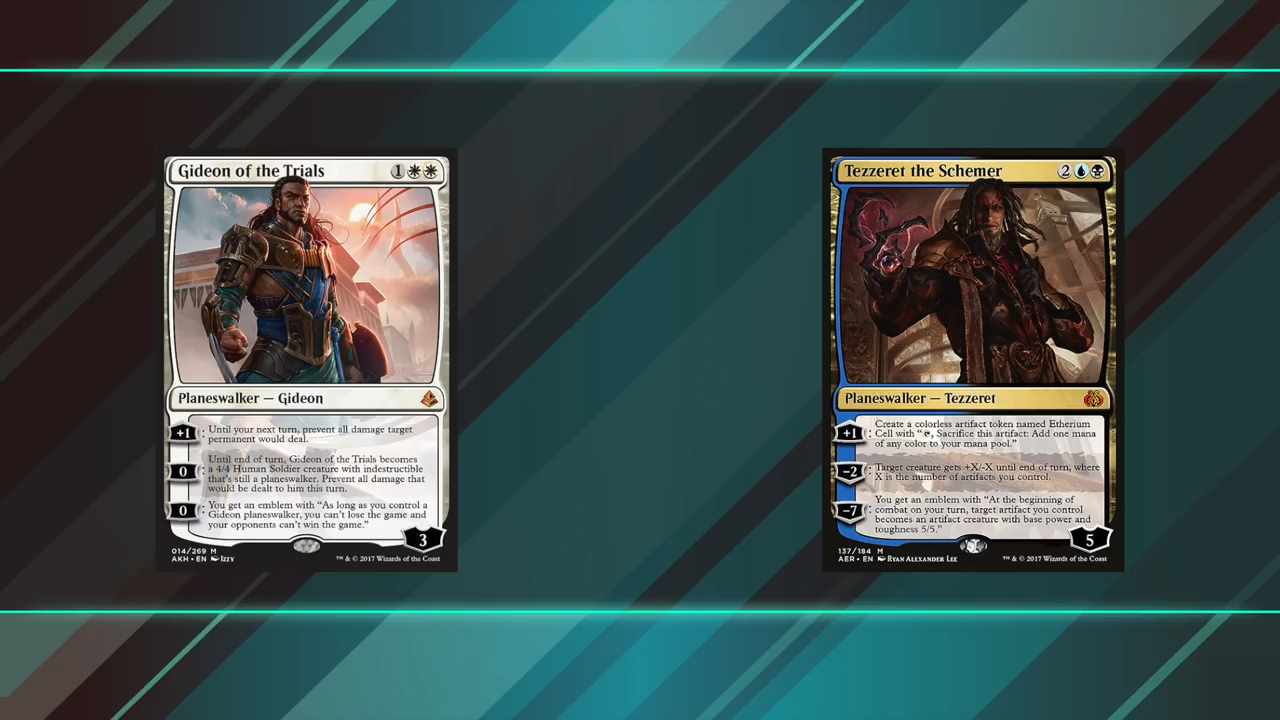 Gideon of the Trials
1
Planeswalker — Gideon
+1: Until your next turn, prevent all damage target
permanent would deal.
0: Until end of turn, Gideon of the Trials becomes
a 4/4 Human Soldier creature with indestructible
that's still a planeswalker. Prevent all damage that
would be dealt to him this turn.
0: You get an emblem with “As long as you control a
Gideon planeswalker, you can't lose the game and
your opponents can't win the game.”
3
014/269 M
AKH • EN Izzy
™ & © 2017 Wizards of the Coast
Tezzeret the Schemer
2
Planeswalker — Tezzeret
+1: Create a colorless artifact token named Etherium
Cell with “, Sacrifice this artifact: Add one mana
of any color to your mana pool.”
−2: Target creature gets +X/-X until end of turn, where
X is the number of artifacts you control.
−7: You get an emblem with “At the beginning of
combat on your turn, target artifact you control
becomes an artifact creature with base power and
toughness 5/5.”
5
137/184 M
AER • EN Ryan Alexander Lee
™ & © 2017 Wizards of the Coast